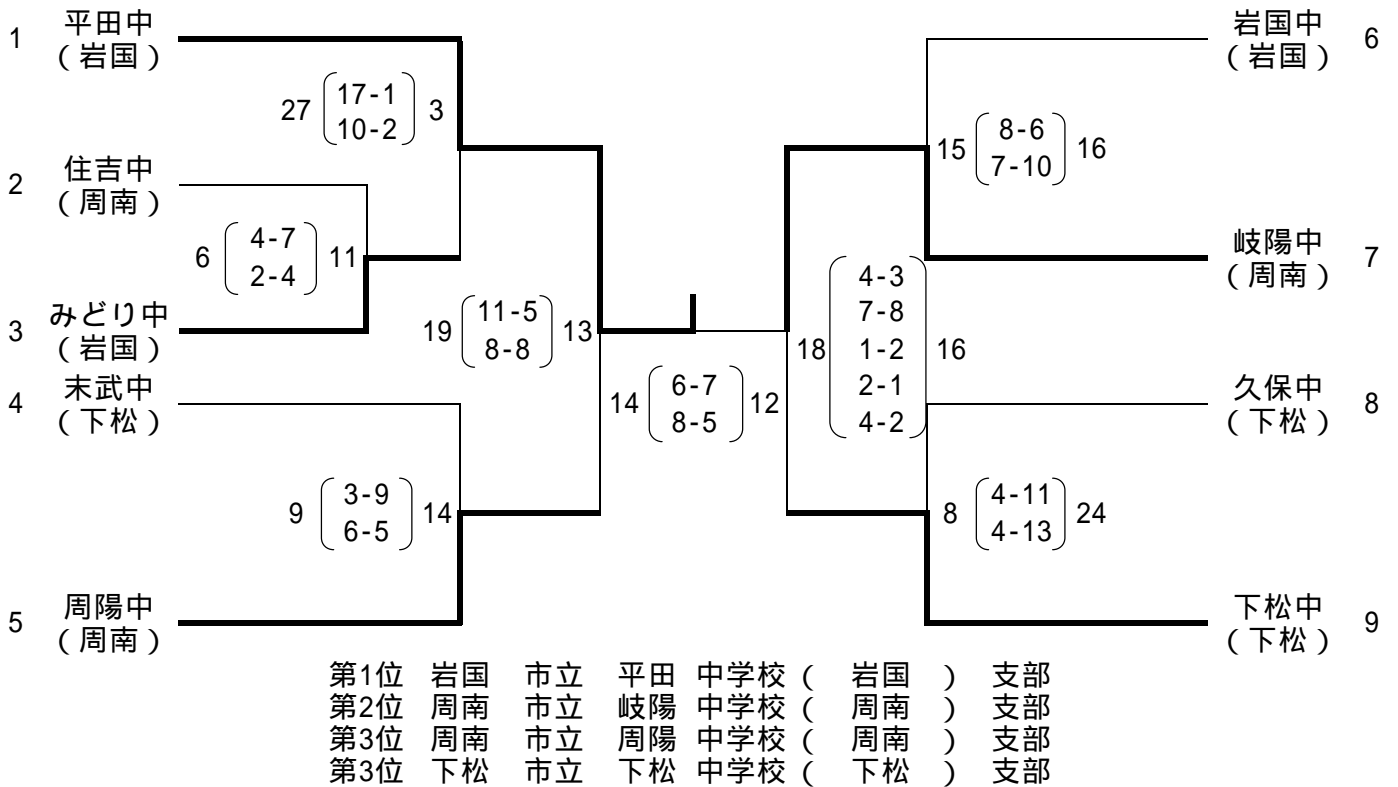 1 平田中
(岩国)
岩国中 6
(岩国)
27 17-1 3
10-2
15 8-6 16
7-10
2 住吉中
(周南)
6 4-7 11
2-4
岐陽中 7
(周南)
3 みどり中
(岩国)
19 11-5 13
8-8
18 4-3 16
7-8
1-2
2-1
4-2
14 6-7 12
8-5
4 末武中
(下松)
久保中 8
(下松)
9 3-9 14
6-5
8 4-11 24
4-13
5 周陽中
(周南)
下松中 9
(下松)
第1位 岩国 市立 平田 中学校 ( 岩国 ) 支部
第2位 周南 市立 岐陽 中学校 ( 周南 ) 支部
第3位 周南 市立 周陽 中学校 ( 周南 ) 支部
第3位 下松 市立 下松 中学校 ( 下松 ) 支部